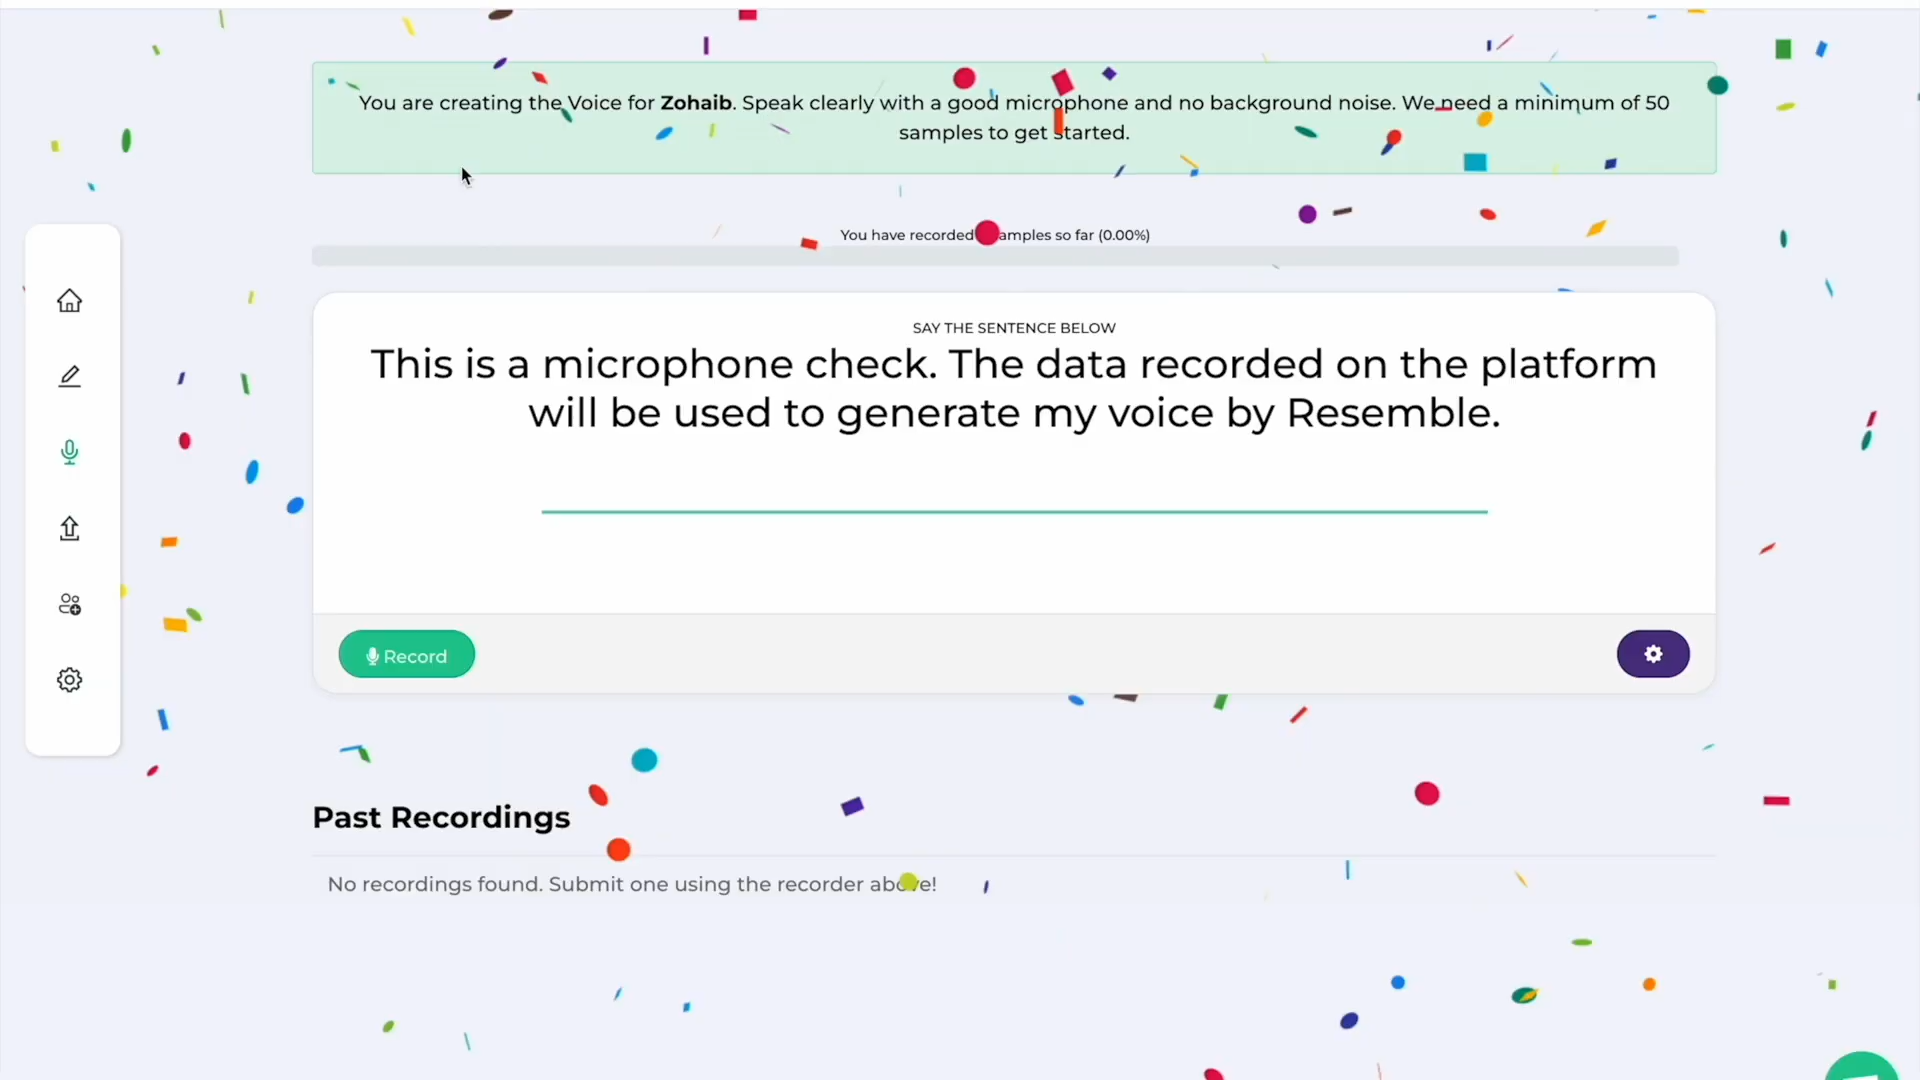 You are creating the Voice for Zohaib. Speak clearly with a good microphone and no background noise. We need a minimum of 50
samples to get started.
You have recorded samples so far (0.00%)
SAY THE SENTENCE BELOW
This is a microphone check. The data recorded on the platform
will be used to generate my voice by Resemble.
Record
Past Recordings
No recordings found. Submit one using the recorder above!